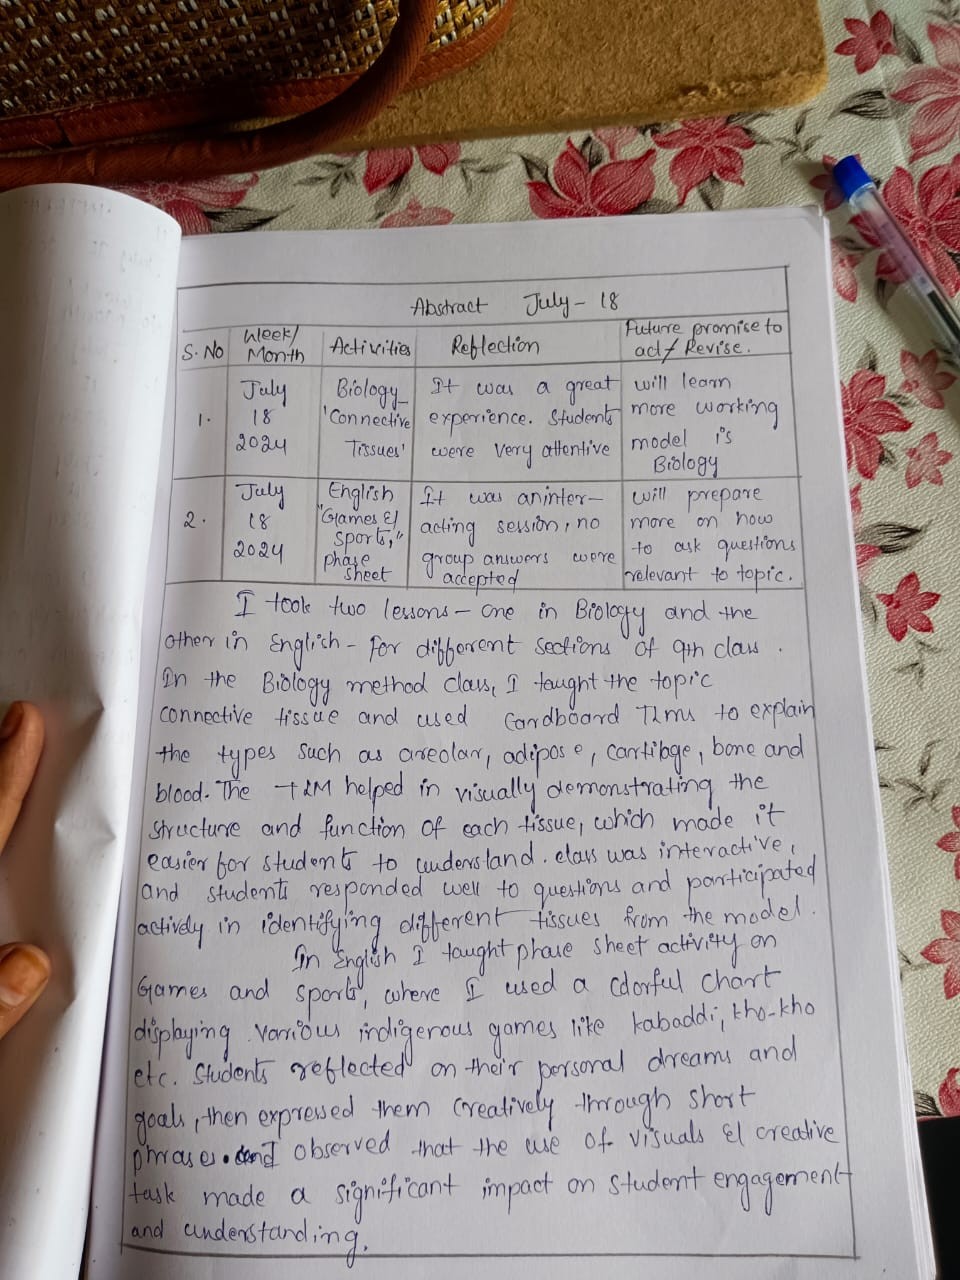 Abstract July - 18
S. No Week/ Month Activities Reflection Future promise to act / Revise.
1. July 18 2024 Biology 'Connective Tissues' It was a great experience. Students were very attentive will learn more working model i's Biology
2. July 18 2024 English "Games & Sports," phase sheet It was aninter- acting session, no group answers were accepted will prepare more on how to ask questions relevant to topic.
I took two lessons - one in Biology and the
other in English - For different sections of 9th class.
In the Biology method class, I taught the topic
connective tissue and used Cardboard TLMs to explain
the types such as areolar, adipose, cartilage, bone and
blood. The TLM helped in visually demonstrating the
structure and function of each tissue, which made it
easier for students to understand. class was interactive,
and students responded well to questions and participated
actively in identifying different tissues from the model.
In English I taught phase sheet activity on
Games and sports, where I used a colorful chart
displaying various indigenous games like kabaddi, kho-kho
etc. Students reflected on their personal dreams and
goals, then expressed them creatively through short
phrases. I observed that the use of visuals & creative
task made a significant impact on student engagement
and understanding.